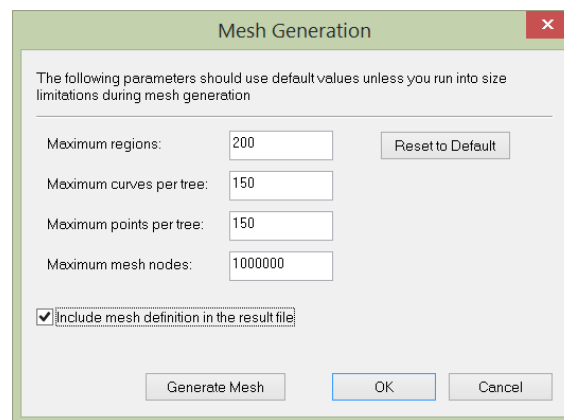 Mesh Generation
The following parameters should use default values unless you run into size
limitations during mesh generation
Maximum regions: 200 Reset to Default
Maximum curves per tree: 150
Maximum points per tree: 150
Maximum mesh nodes: 1000000
Include mesh definition in the result file
Generate Mesh OK Cancel